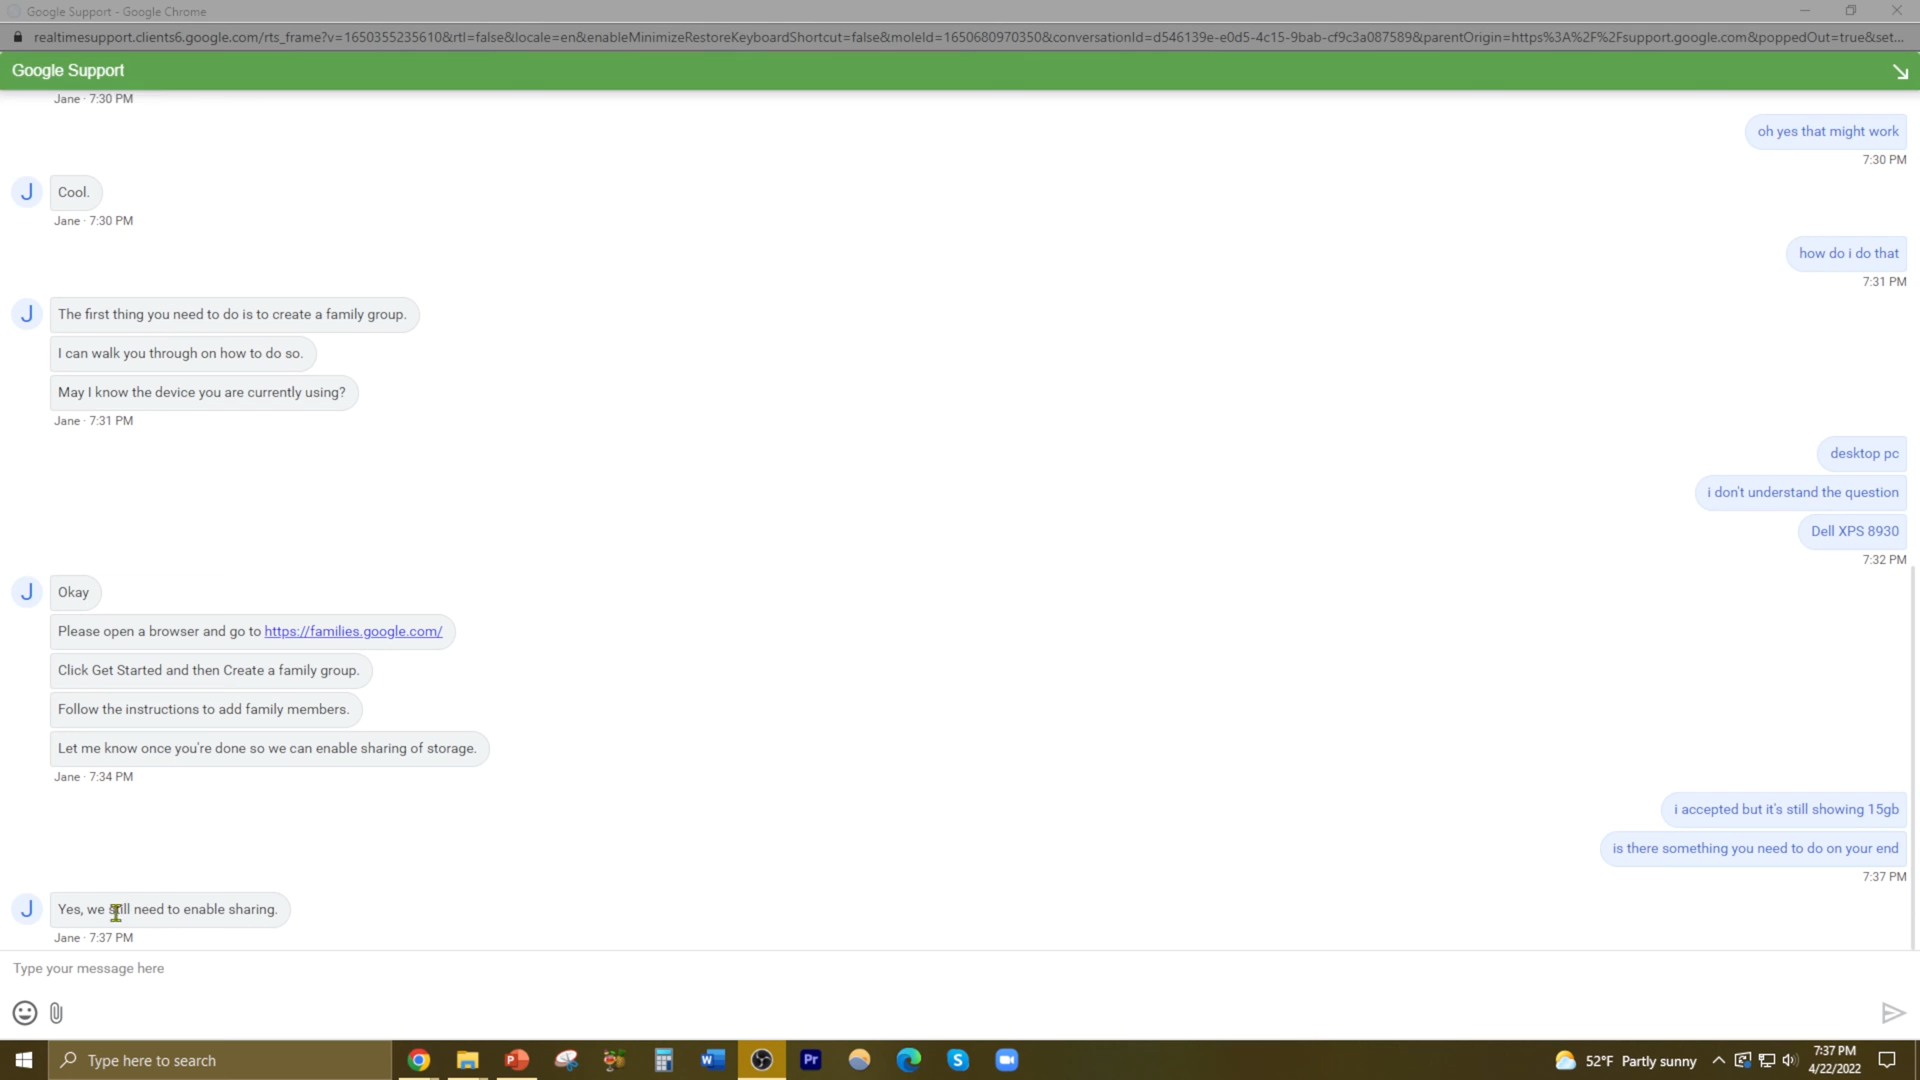 Google Support - Google Chrome
realtimesupport.clients6.google.com/rts_frame?v=1650355235610&rtl=false&locale=en&enableMinimizeRestoreKeyboardShortcut=false&moleId=1650680970350&conversationId=d546139e-e0d5-4c15-9bab-cf9c3a087589&parentOrigin=https%3A%2F%2Fsupport.google.com&poppedOut=true&set...
Google Support
Jane · 7:30 PM
oh yes that might work
7:30 PM
J
Cool.
Jane · 7:30 PM
how do i do that
7:31 PM
J
The first thing you need to do is to create a family group.
I can walk you through on how to do so.
May I know the device you are currently using?
Jane · 7:31 PM
desktop pc
i don't understand the question
Dell XPS 8930
7:32 PM
J
Okay
Please open a browser and go to https://families.google.com/
Click Get Started and then Create a family group.
Follow the instructions to add family members.
Let me know once you're done so we can enable sharing of storage.
Jane · 7:34 PM
i accepted but it's still showing 15gb
is there something you need to do on your end
7:37 PM
J
Yes, we still need to enable sharing.
Jane · 7:37 PM
Type your message here
Type here to search
P
W
Pr
S
52°F Partly sunny
7:37 PM
4/22/2022